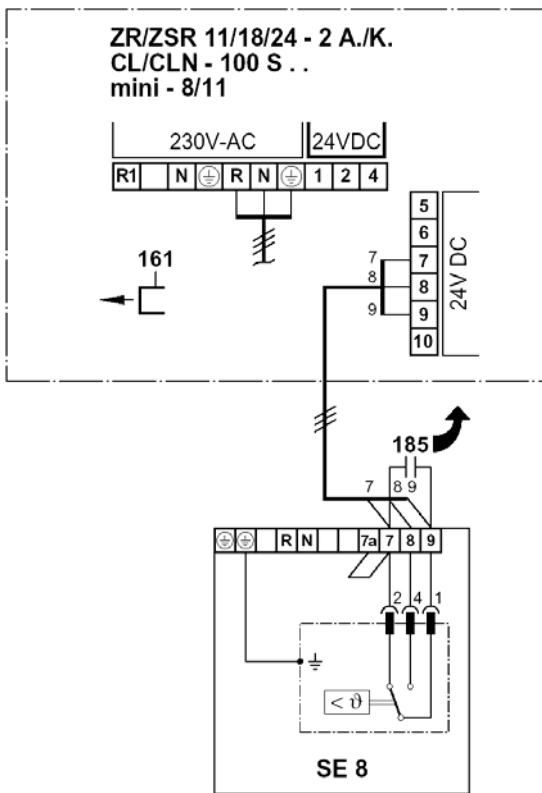 ZR/ZSR 11/18/24 - 2 A./K.
CL/CLN - 100 S . .
mini - 8/11
230V-AC 24VDC
R1 N R N 1 2 4
5
6
7
8
9
10
24V DC
7
8
9
161
185
7 8 9
R N 7a 7 8 9
2 4 1
< ϑ
SE 8